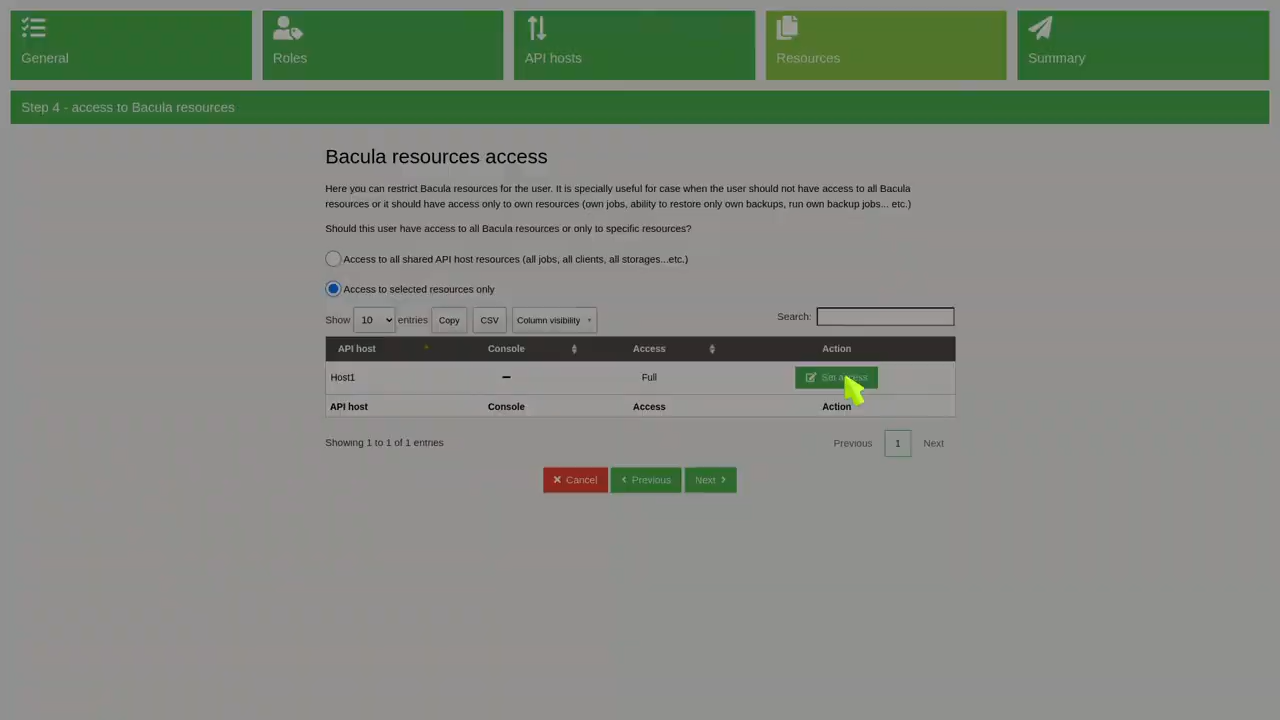 General
Roles
API hosts
Resources
Summary
Step 4 - access to Bacula resources
Bacula resources access
Here you can restrict Bacula resources for the user. It is specially useful for case when the user should not have access to all Bacula
resources or it should have access only to own resources (own jobs, ability to restore only own backups, run own backup jobs... etc.)
Should this user have access to all Bacula resources or only to specific resources?
Access to all shared API host resources (all jobs, all clients, all storages...etc.)
Access to selected resources only
Show 10 entries Copy CSV Column visibility Search:
API host Console Access Action
Host1 – Full Set access
API host Console Access Action
Showing 1 to 1 of 1 entries Previous 1 Next
Cancel Previous Next